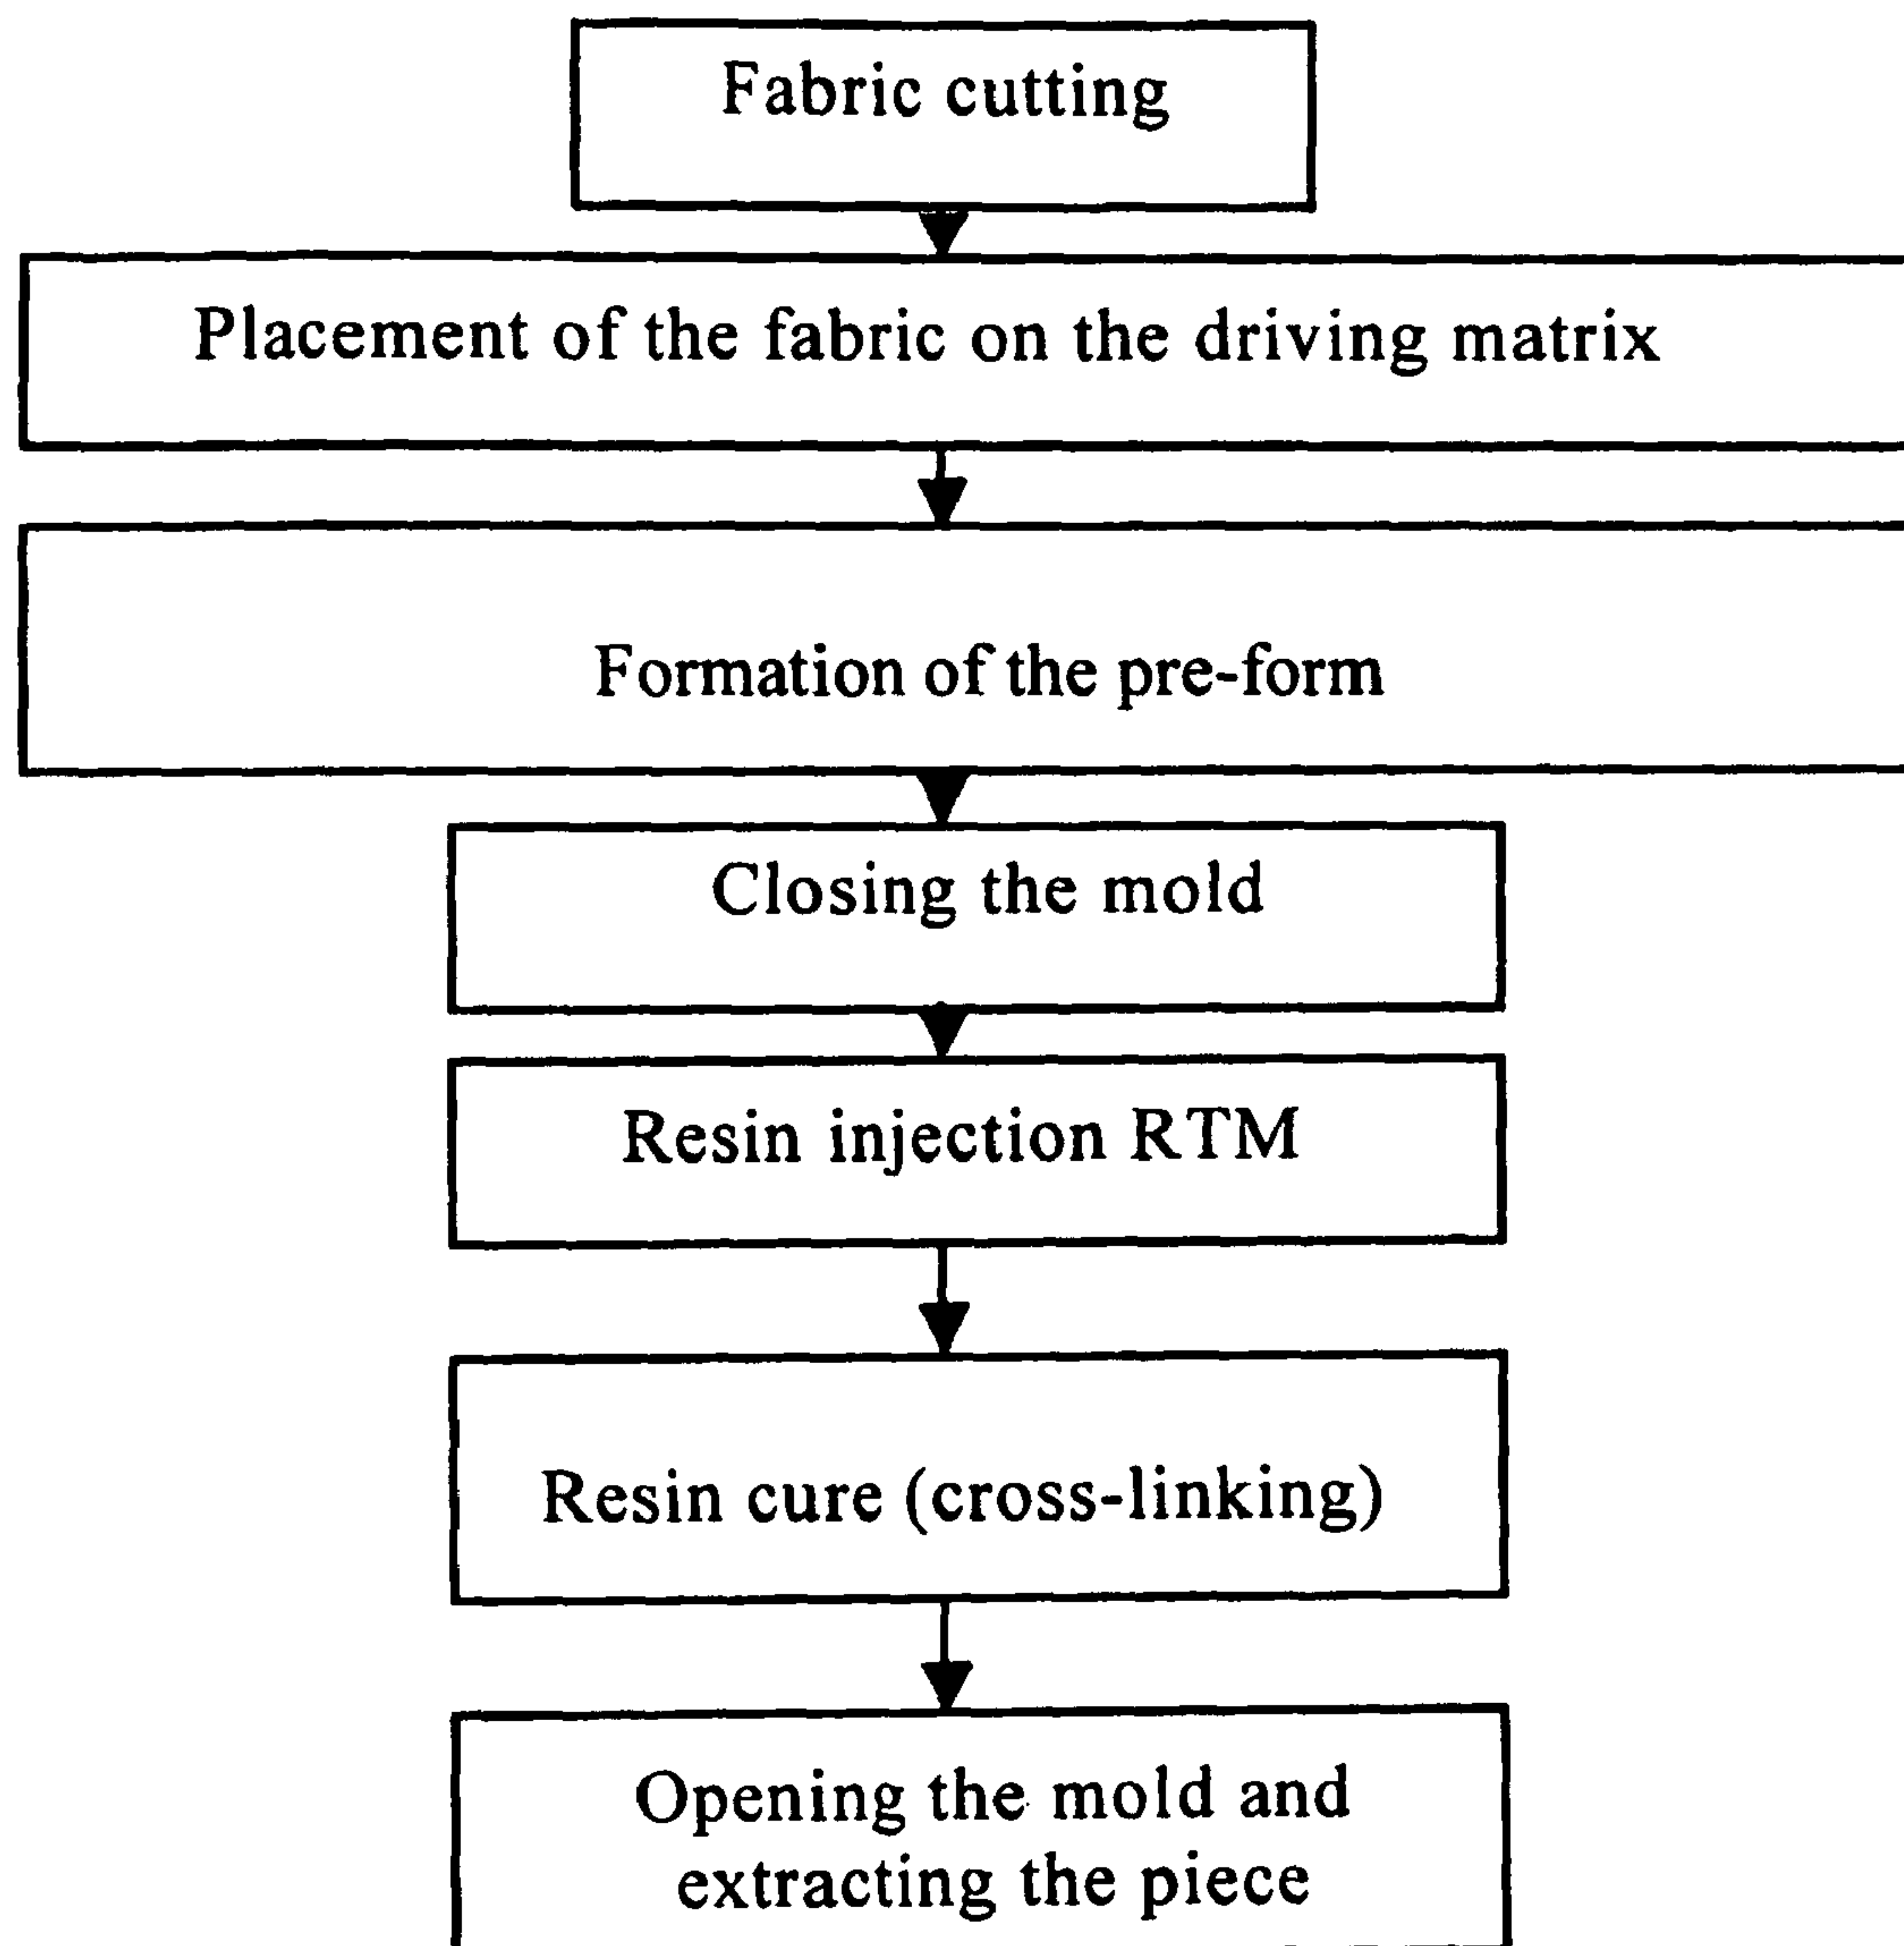 Fabric cutting
Placement of the fabric on the driving matrix
Formation of the pre-form
Closing the mold
Resin injection RTM
Resin cure (cross-linking)
Opening the mold and
extracting the piece